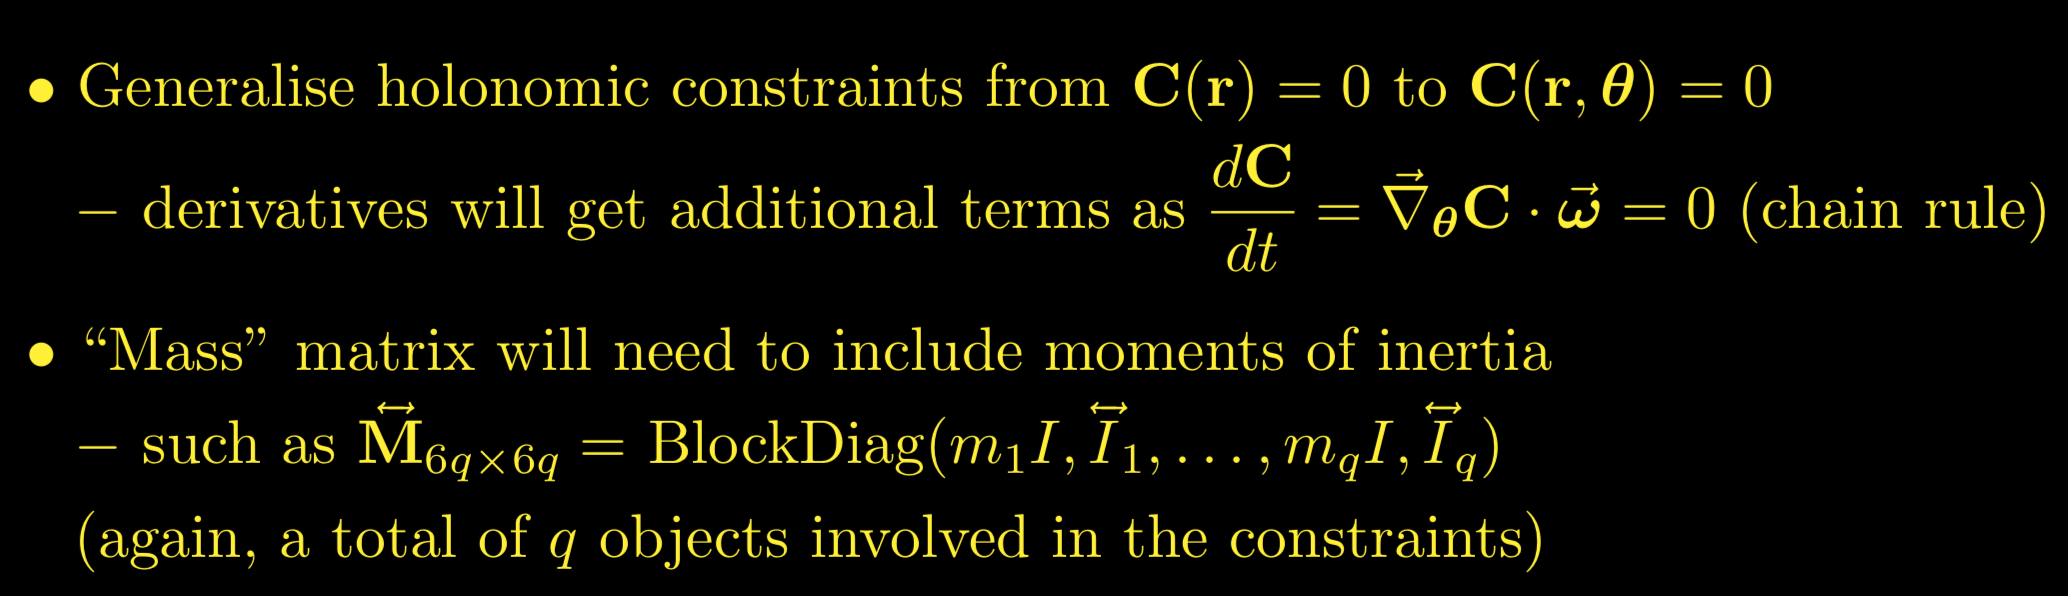 • Generalise holonomic constraints from $\mathbf{C}(\mathbf{r}) = 0$ to $\mathbf{C}(\mathbf{r}, \boldsymbol{\theta}) = 0$
– derivatives will get additional terms as $\dfrac{d\mathbf{C}}{dt} = \vec{\nabla}_{\boldsymbol{\theta}} \mathbf{C} \cdot \vec{\boldsymbol{\omega}} = 0$ (chain rule)
• “Mass” matrix will need to include moments of inertia
– such as $\overleftrightarrow{\mathbf{M}}_{6q \times 6q} = \text{BlockDiag}(m_1 I, \overleftrightarrow{I}_1, \ldots, m_q I, \overleftrightarrow{I}_q)$
(again, a total of $q$ objects involved in the constraints)